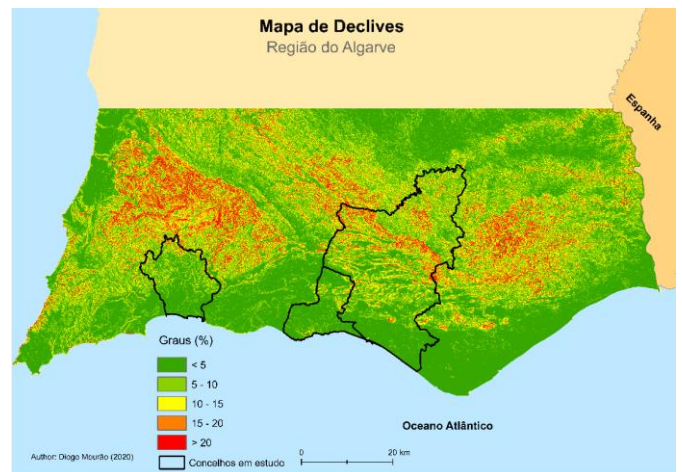 Mapa de Declives
Região do Algarve
Espanha
Graus (%)
< 5
5 - 10
10 - 15
15 - 20
> 20
Concelhos em estudo
Oceano Atlântico
0 20 km
Author: Diogo Mourão (2020)